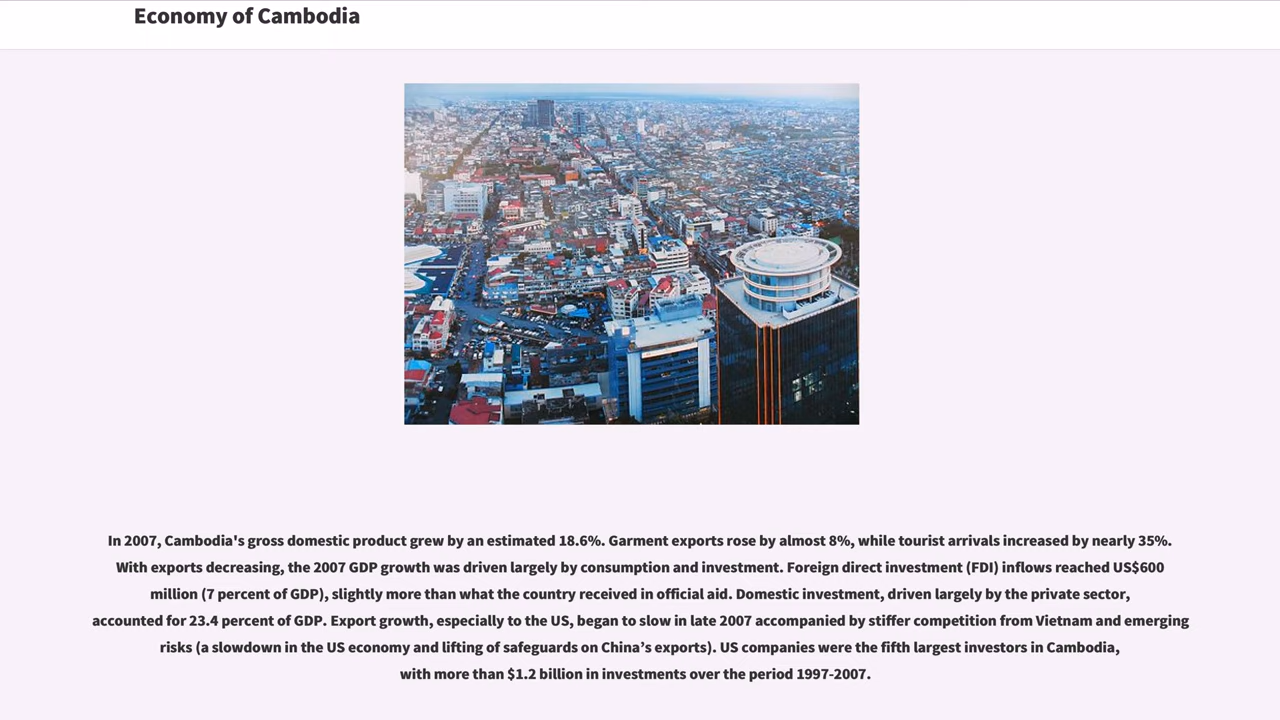 Economy of Cambodia
In 2007, Cambodia's gross domestic product grew by an estimated 18.6%. Garment exports rose by almost 8%, while tourist arrivals increased by nearly 35%.
With exports decreasing, the 2007 GDP growth was driven largely by consumption and investment. Foreign direct investment (FDI) inflows reached US$600
million (7 percent of GDP), slightly more than what the country received in official aid. Domestic investment, driven largely by the private sector,
accounted for 23.4 percent of GDP. Export growth, especially to the US, began to slow in late 2007 accompanied by stiffer competition from Vietnam and emerging
risks (a slowdown in the US economy and lifting of safeguards on China’s exports). US companies were the fifth largest investors in Cambodia,
with more than $1.2 billion in investments over the period 1997-2007.